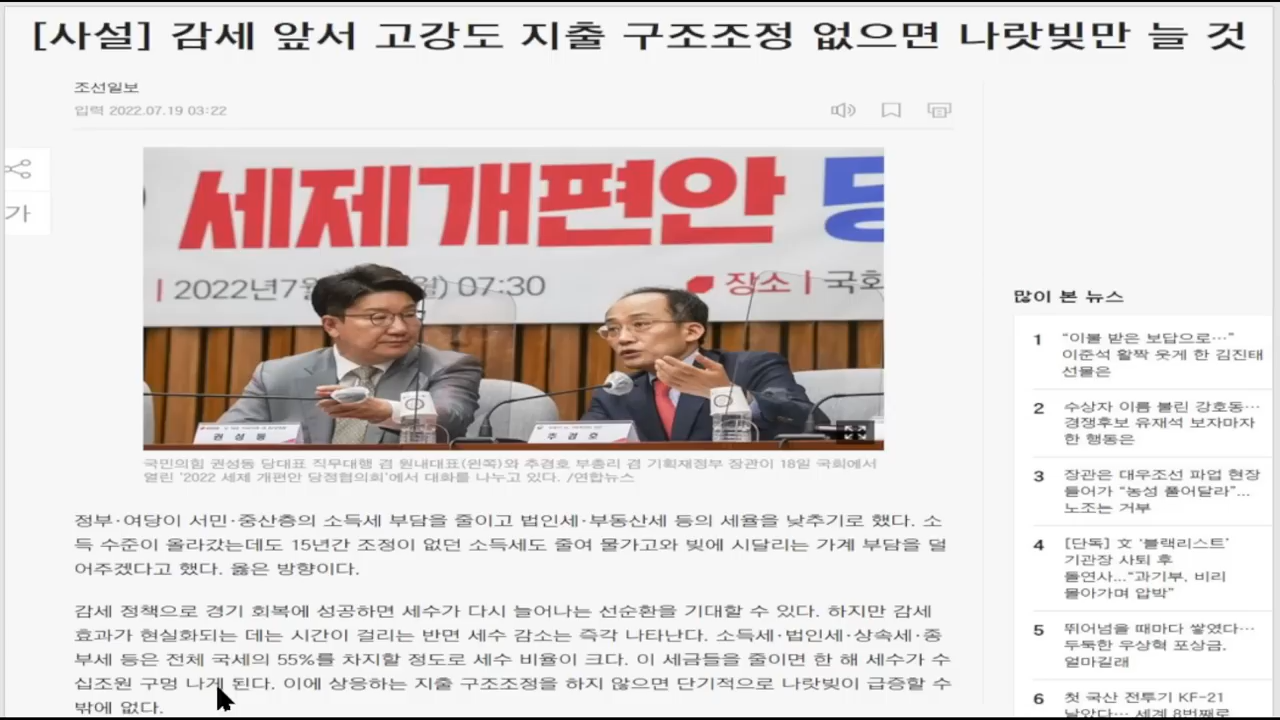 [사설] 감세 앞서 고강도 지출 구조조정 없으면 나랏빚만 늘 것
조선일보
입력 2022.07.19 03:22
가
세제개편안 당
2022년7월 일) 07:30
장소 | 국회
권성동
추경호
국민의힘 권성동 당대표 직무대행 겸 원내대표(왼쪽)와 추경호 부총리 겸 기획재정부 장관이 18일 국회에서
열린 '2022 세제 개편안 당정협의회'에서 대화를 나누고 있다. /연합뉴스
정부·여당이 서민·중산층의 소득세 부담을 줄이고 법인세·부동산세 등의 세율을 낮추기로 했다. 소
득 수준이 올라갔는데도 15년간 조정이 없던 소득세도 줄여 물가고와 빚에 시달리는 가계 부담을 덜
어주겠다고 했다. 옳은 방향이다.
감세 정책으로 경기 회복에 성공하면 세수가 다시 늘어나는 선순환을 기대할 수 있다. 하지만 감세
효과가 현실화되는 데는 시간이 걸리는 반면 세수 감소는 즉각 나타난다. 소득세·법인세·상속세·종
부세 등은 전체 국세의 55%를 차지할 정도로 세수 비율이 크다. 이 세금들을 줄이면 한 해 세수가 수
십조원 구멍 나게 된다. 이에 상응하는 지출 구조조정을 하지 않으면 단기적으로 나랏빚이 급증할 수
밖에 없다.
많이 본 뉴스
1 “이불 받은 보답으로…”
이준석 활짝 웃게 한 김진태
선물은
2 수상자 이름 불린 강호동…
경쟁후보 유재석 보자마자
한 행동은
3 장관은 대우조선 파업 현장
들어가 “농성 풀어달라”...
노조는 거부
4 [단독] 文 ‘블랙리스트’
기관장 사퇴 후
돌연사...“과기부, 비리
몰아가며 압박”
5 뛰어넘을 때마다 쌓였다…
두둑한 우상혁 포상금,
얼마길래
6 첫 국산 전투기 KF-21
날았다… 세계 8번째로